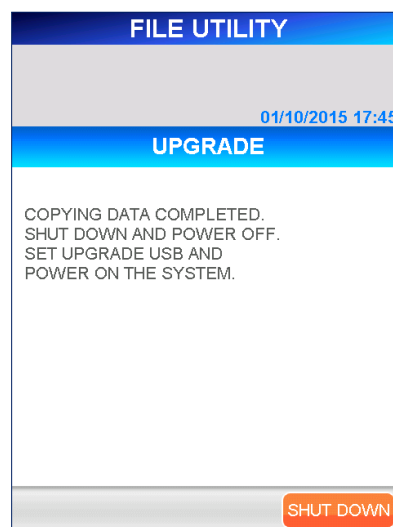 FILE UTILITY
01/10/2015 17:45
UPGRADE
COPYING DATA COMPLETED.
SHUT DOWN AND POWER OFF.
SET UPGRADE USB AND
POWER ON THE SYSTEM.
SHUT DOWN